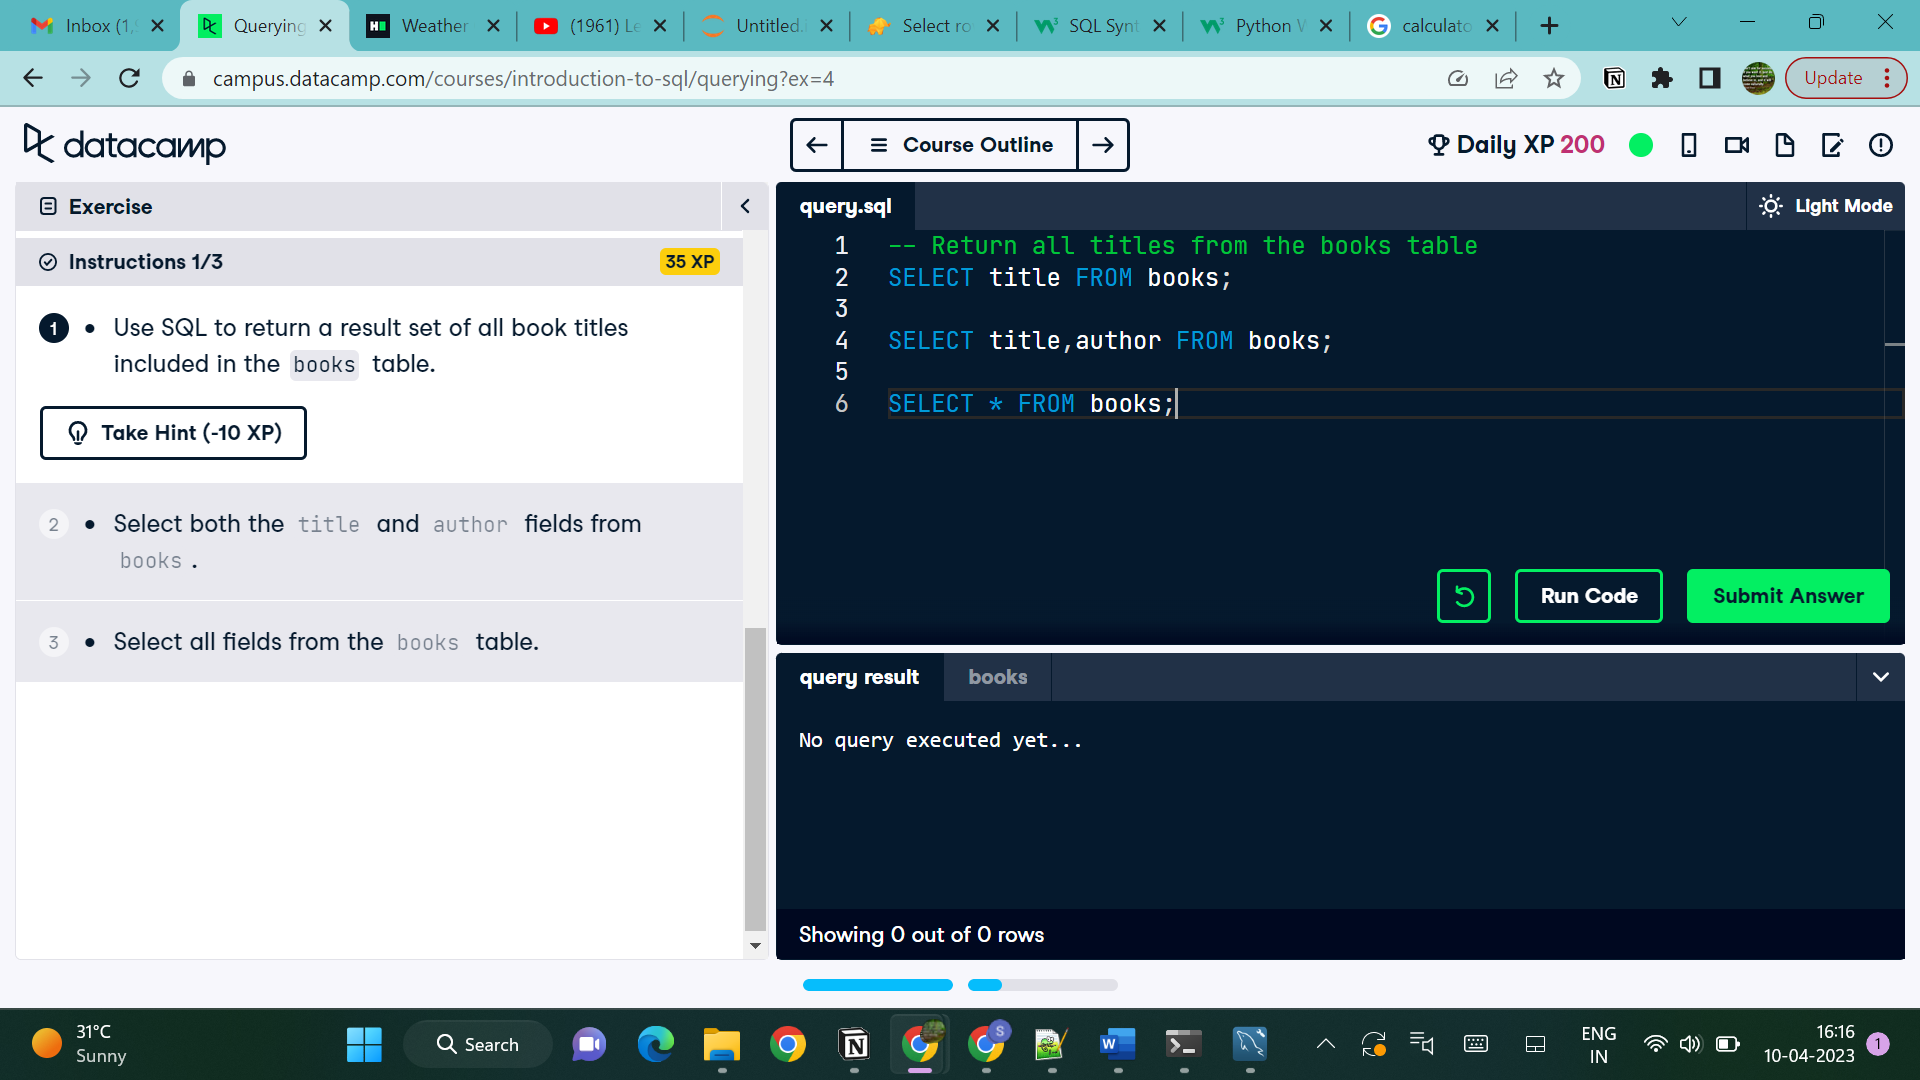 Inbox (1,
Querying
Weather
(1961) Le
Untitled.i
Select ro
SQL Synt
Python W
calculato
campus.datacamp.com/courses/introduction-to-sql/querying?ex=4
Update
datacamp
Course Outline
Daily XP 200
Exercise
Instructions 1/3
35 XP
1
Use SQL to return a result set of all book titles
included in the books table.
Take Hint (-10 XP)
2
Select both the title and author fields from
books .
3
Select all fields from the books table.
query.sql
Light Mode
1 -- Return all titles from the books table
2 SELECT title FROM books;
3
4 SELECT title,author FROM books;
5
6 SELECT * FROM books;
Run Code
Submit Answer
query result
books
No query executed yet...
Showing 0 out of 0 rows
31°C
Sunny
Search
S
ENG
IN
16:16
10-04-2023
1